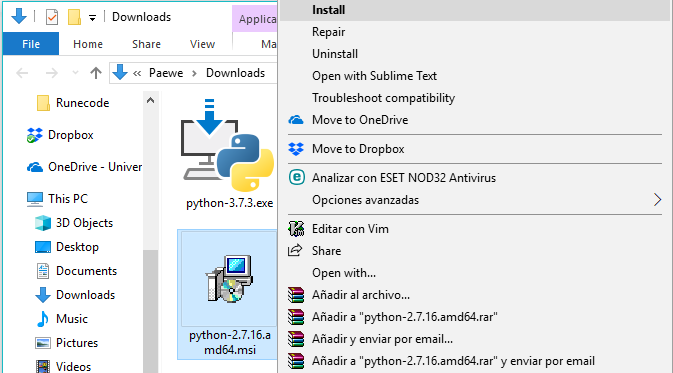 Downloads
Applica
File
Home
Share
View
Ma
« Paewe > Downloads
Runecode
Dropbox
OneDrive - Univer
This PC
3D Objects
Desktop
Documents
Downloads
Music
Pictures
Videos
python-3.7.3.exe
python-2.7.16.a
md64.msi
Install
Repair
Uninstall
Open with Sublime Text
Troubleshoot compatibility
Move to OneDrive
Move to Dropbox
Analizar con ESET NOD32 Antivirus
Opciones avanzadas
Editar con Vim
Share
Open with...
Añadir al archivo...
Añadir a "python-2.7.16.amd64.rar"
Añadir y enviar por email...
Añadir a "python-2.7.16.amd64.rar" y enviar por email